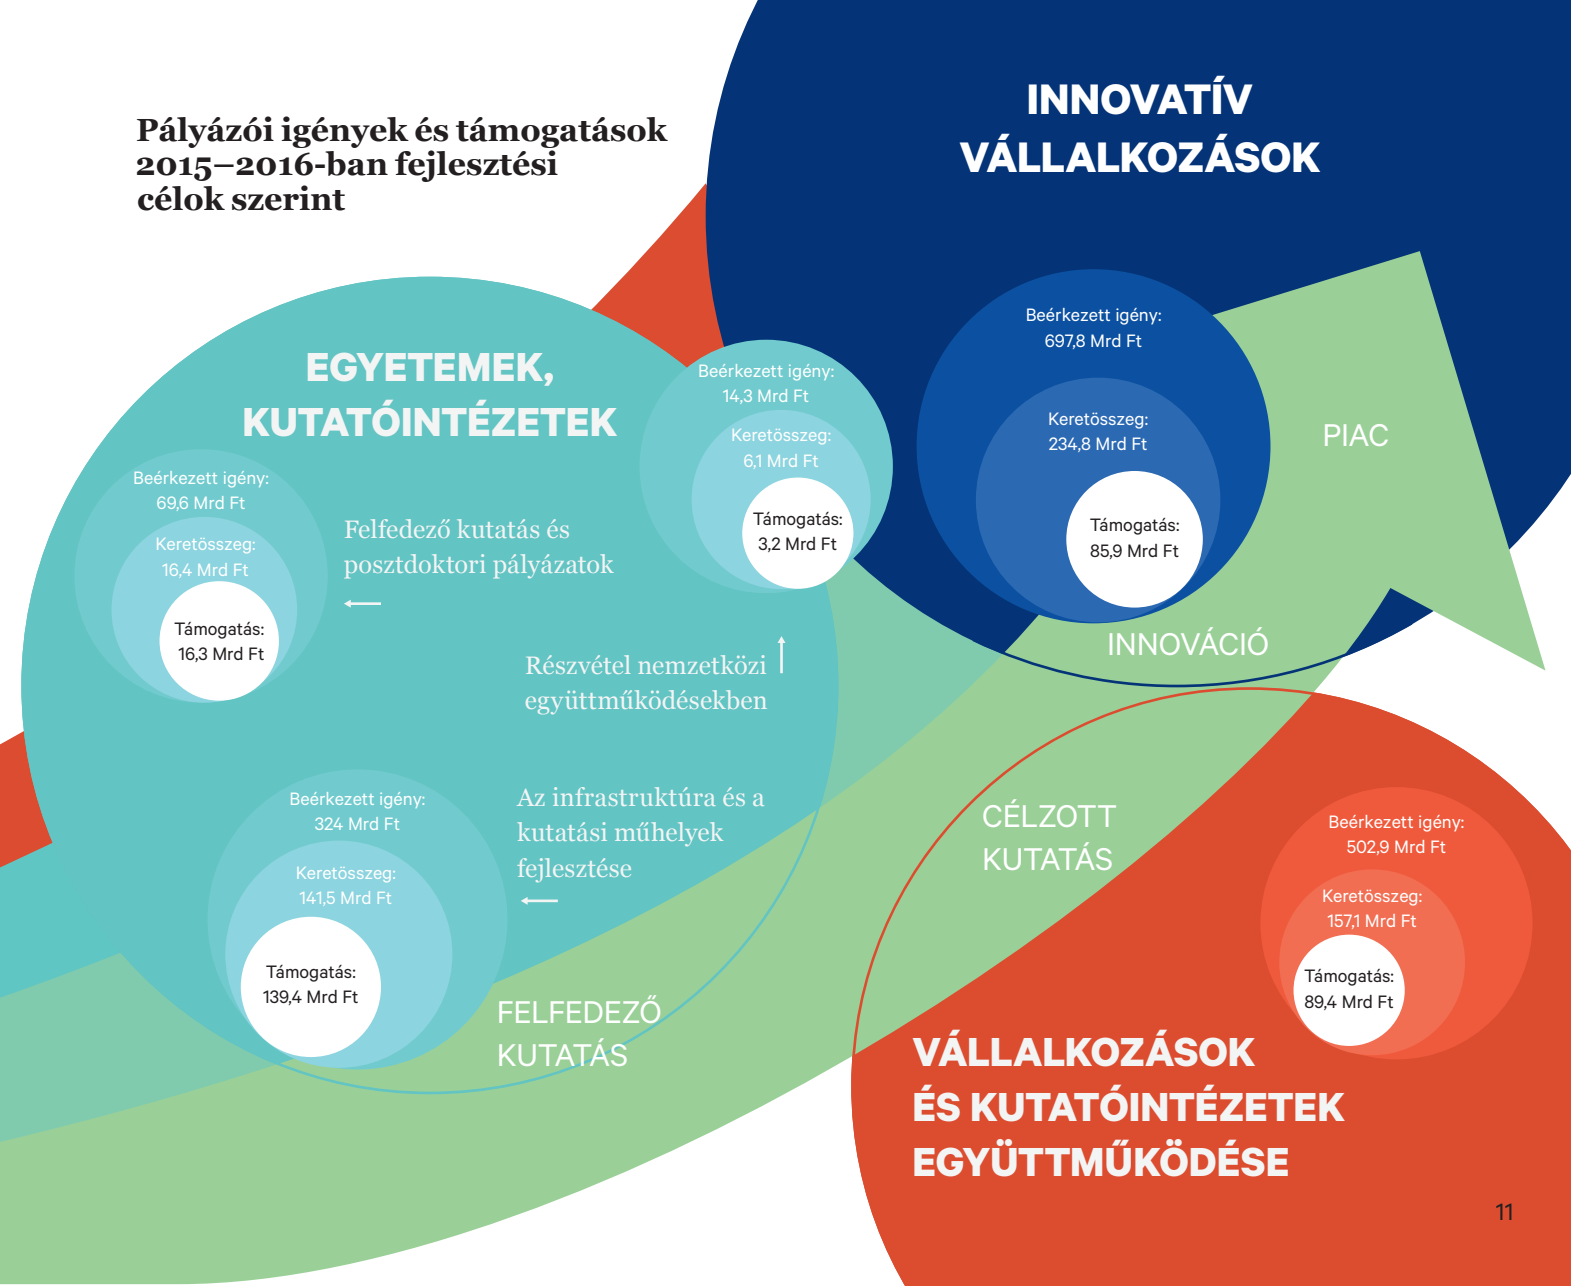 Pályázói igények és támogatások
2015–2016-ban fejlesztési
célok szerint
INNOVATÍV
VÁLLALKOZÁSOK
Beérkezett igény:
697,8 Mrd Ft
Keretösszeg:
234,8 Mrd Ft
Támogatás:
85,9 Mrd Ft
PIAC
INNOVÁCIÓ
EGYETEMEK,
KUTATÓINTÉZETEK
Beérkezett igény:
14,3 Mrd Ft
Keretösszeg:
6,1 Mrd Ft
Támogatás:
3,2 Mrd Ft
Beérkezett igény:
69,6 Mrd Ft
Keretösszeg:
16,4 Mrd Ft
Támogatás:
16,3 Mrd Ft
Felfedező kutatás és
posztdoktori pályázatok
Részvétel nemzetközi
együttműködésekben
Az infrastruktúra és a
kutatási műhelyek
fejlesztése
Beérkezett igény:
324 Mrd Ft
Keretösszeg:
141,5 Mrd Ft
Támogatás:
139,4 Mrd Ft
FELFEDEZŐ
KUTATÁS
CÉLZOTT
KUTATÁS
Beérkezett igény:
502,9 Mrd Ft
Keretösszeg:
157,1 Mrd Ft
Támogatás:
89,4 Mrd Ft
VÁLLALKOZÁSOK
ÉS KUTATÓINTÉZETEK
EGYÜTTMŰKÖDÉSE
11